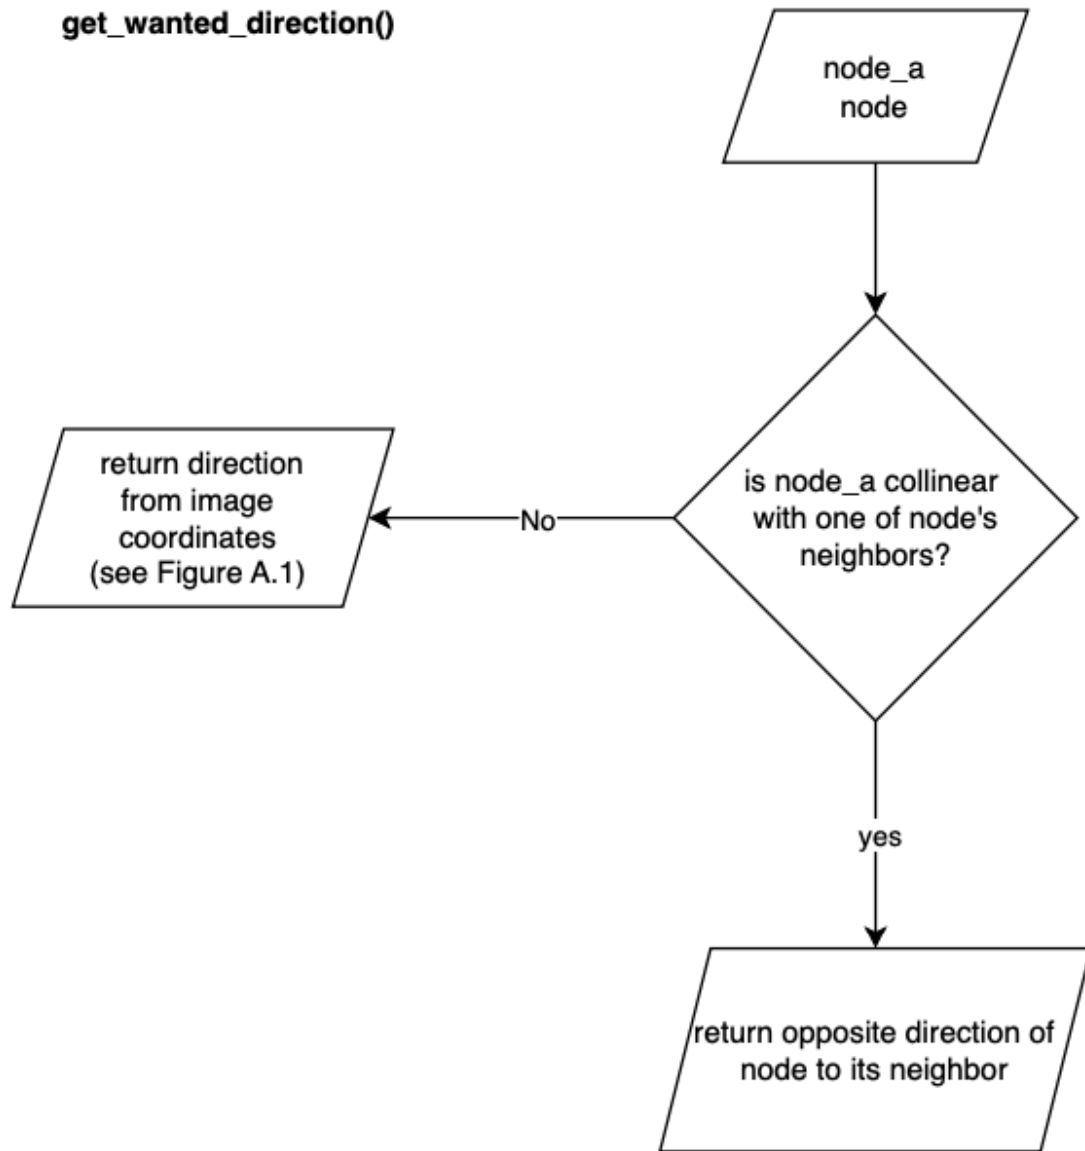 get_wanted_direction()
node_a
node
is node_a collinear
with one of node's
neighbors?
No
return direction
from image
coordinates
(see Figure A.1)
yes
return opposite direction of
node to its neighbor